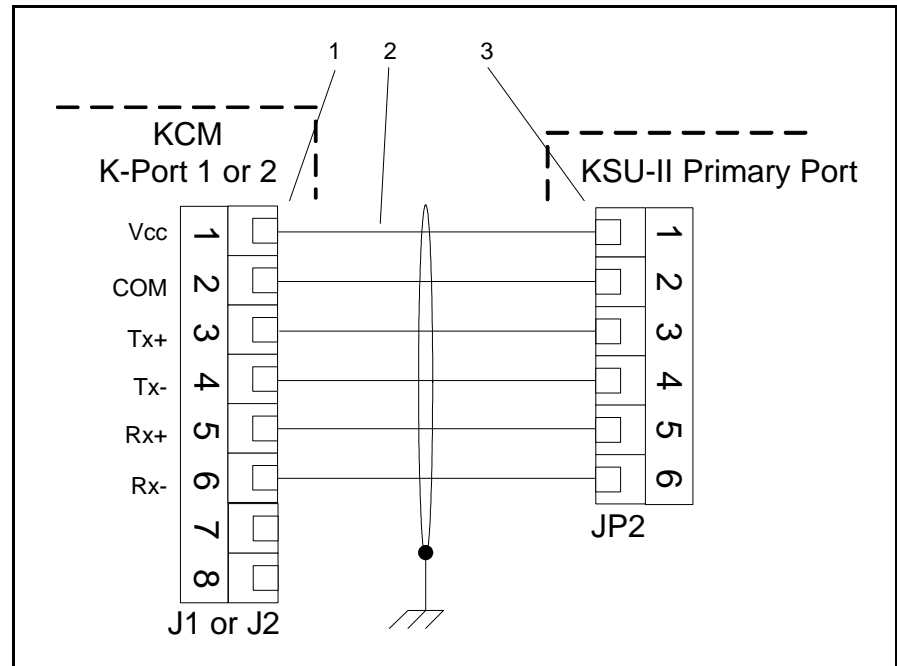 1 2 3
KCM
K-Port 1 or 2
KSU-II Primary Port
Vcc 1 1
COM 2 2
Tx+ 3 3
Tx- 4 4
Rx+ 5 5
Rx- 6 6
7
8
JP2
J1 or J2